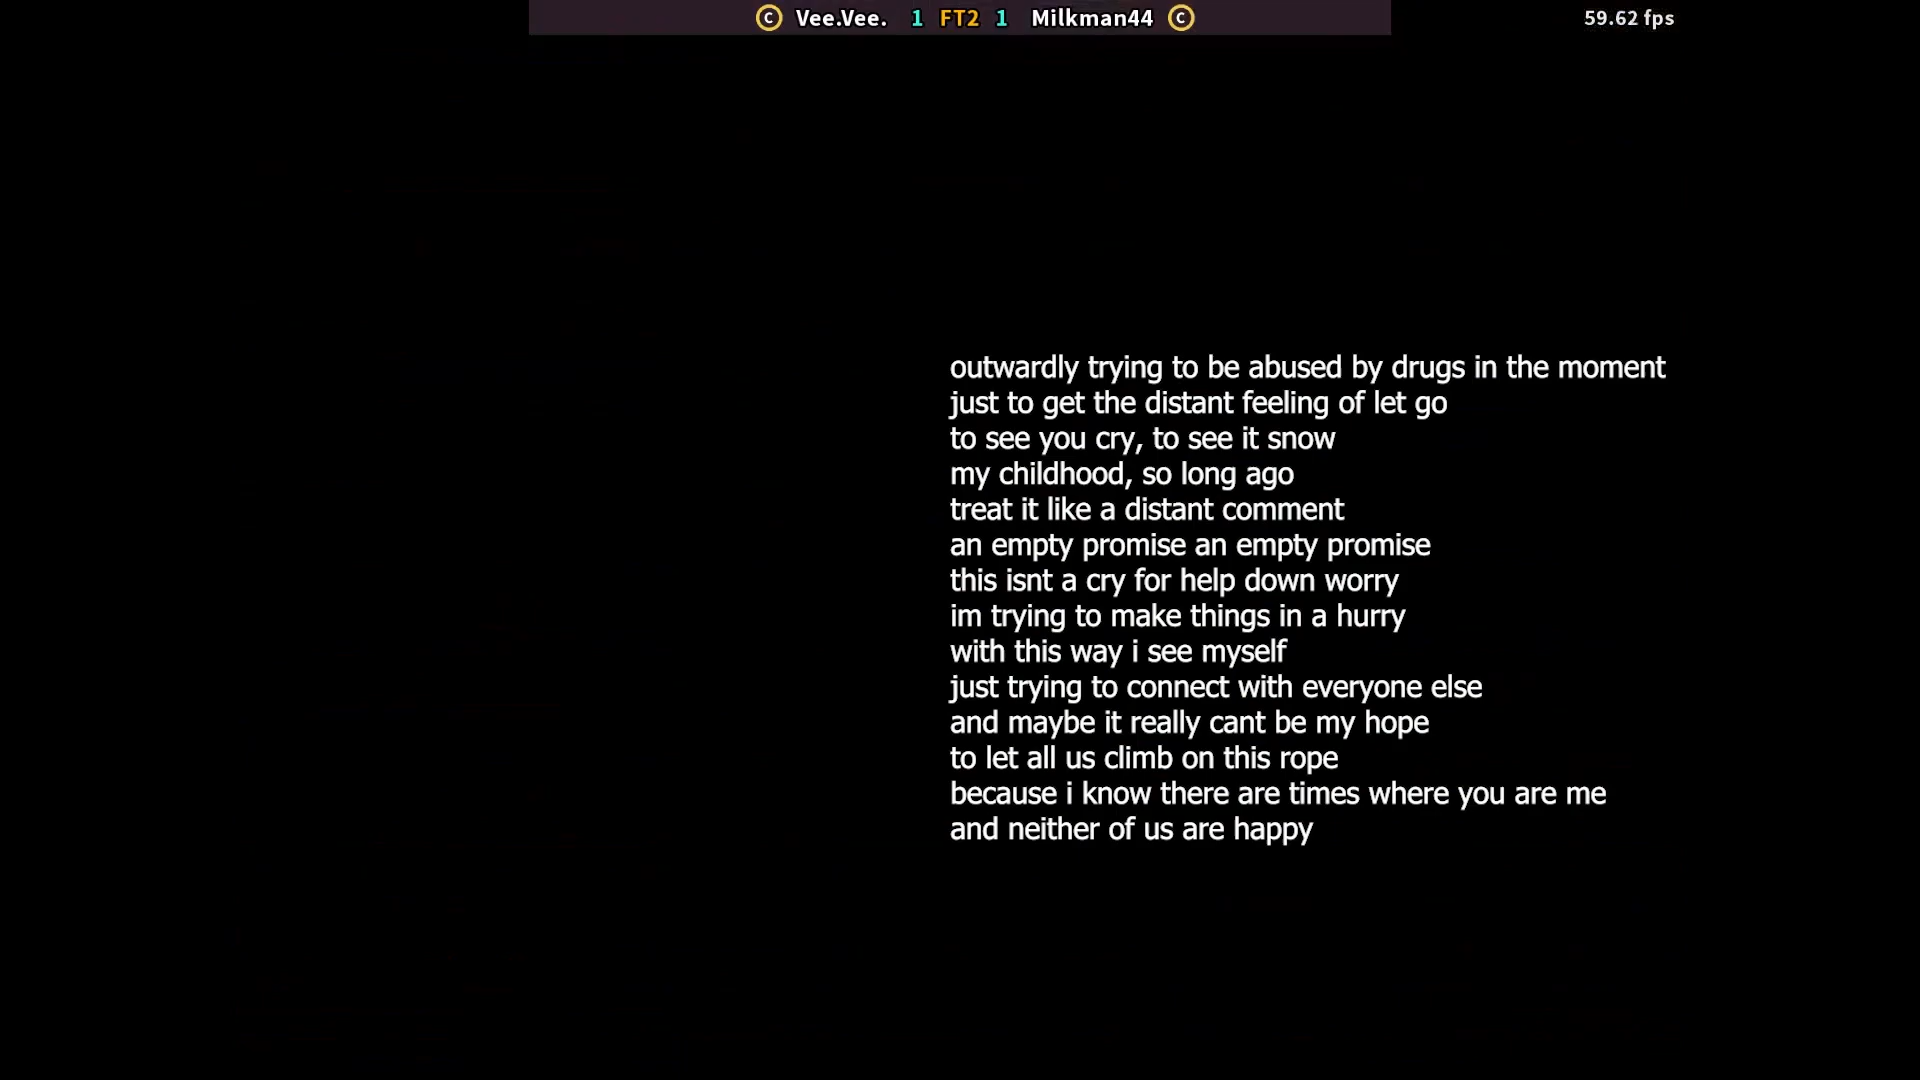 Ⓒ Vee.Vee. 1 FT2 1 Milkman44 Ⓒ
59.62 fps
outwardly trying to be abused by drugs in the moment
just to get the distant feeling of let go
to see you cry, to see it snow
my childhood, so long ago
treat it like a distant comment
an empty promise an empty promise
this isnt a cry for help down worry
im trying to make things in a hurry
with this way i see myself
just trying to connect with everyone else
and maybe it really cant be my hope
to let all us climb on this rope
because i know there are times where you are me
and neither of us are happy